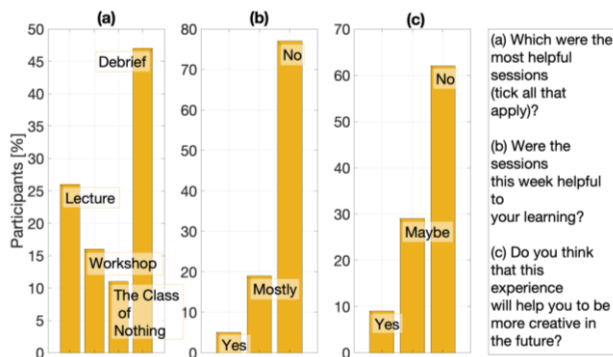 (a)
50
45
40
35
30
25
20
15
10
5
0
Participants [%]
Debrief
Lecture
Workshop
The Class
of
Nothing
(b)
80
70
60
50
40
30
20
10
0
No
Mostly
Yes
(c)
70
60
50
40
30
20
10
0
No
Maybe
Yes
(a) Which were the
most helpful
sessions
(tick all that
apply)?
(b) Were the
sessions
this week helpful
to
your learning?
(c) Do you think
that this
experience
will help you to be
more creative in
the future?